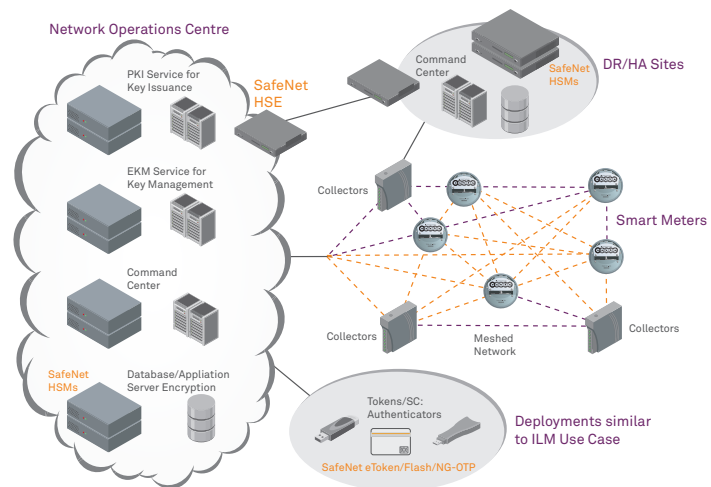 Network Operations Centre
PKI Service for
Key Issuance
SafeNet
HSE
EKM Service for
Key Management
Command
Center
SafeNet
HSMs
Database/Appliation
Server Encryption
Command
Center
SafeNet
HSMs
DR/HA Sites
Collectors
Smart Meters
Collectors
Meshed
Network
Collectors
Tokens/SC:
Authenticators
SafeNet eToken/Flash/NG-OTP
Deployments similar
to ILM Use Case